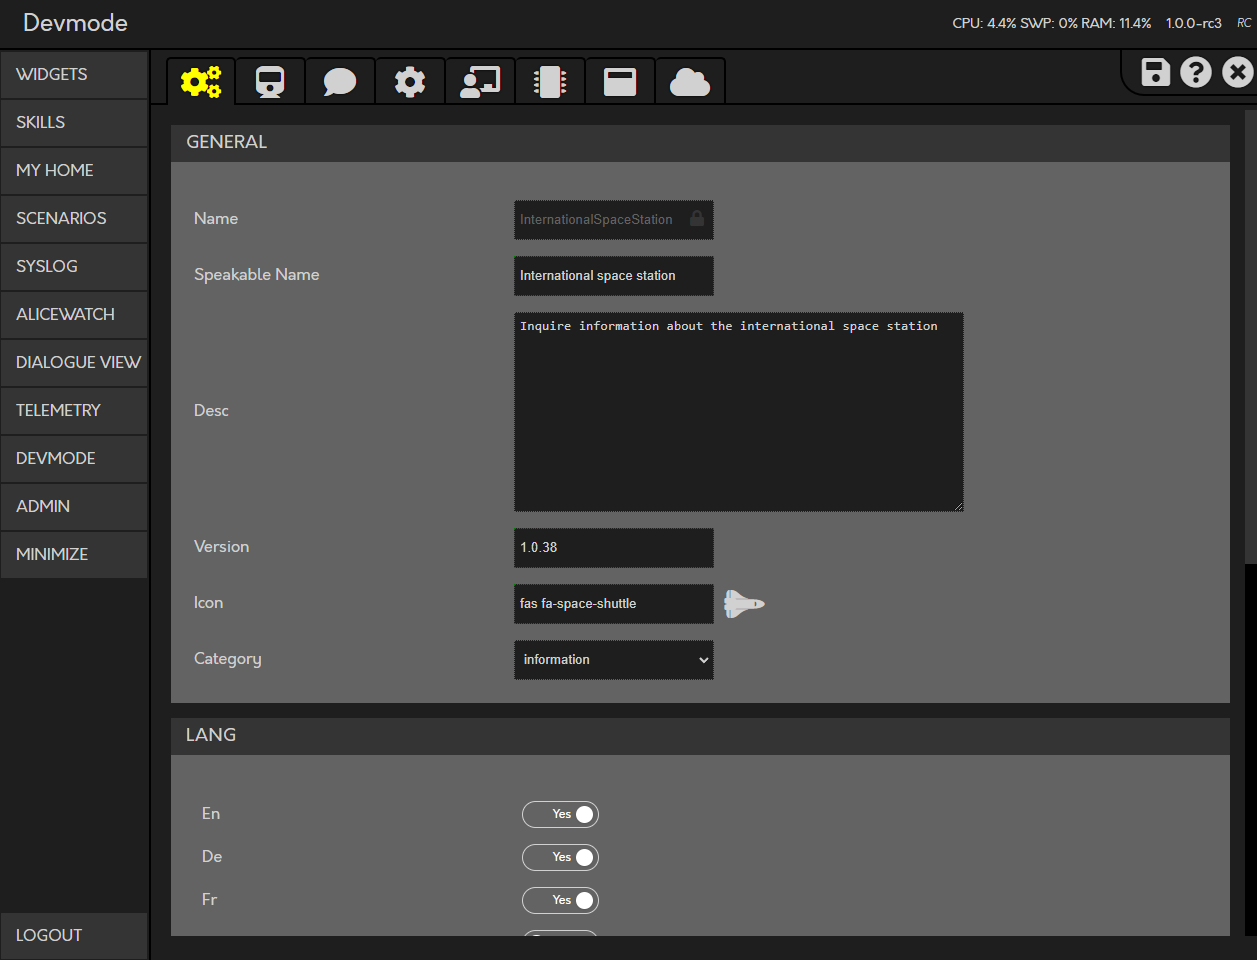 Devmode
CPU: 4.4% SWP: 0% RAM: 11.4% 1.0.0-rc3 RC
WIDGETS
SKILLS
MY HOME
SCENARIOS
SYSLOG
ALICEWATCH
DIALOGUE VIEW
TELEMETRY
DEVMODE
ADMIN
MINIMIZE
LOGOUT
GENERAL
Name
InternationalSpaceStation
Speakable Name
International space station
Desc
Inquire information about the international space station
Version
1.0.38
Icon
fas fa-space-shuttle
Category
information
LANG
En
Yes
De
Yes
Fr
Yes